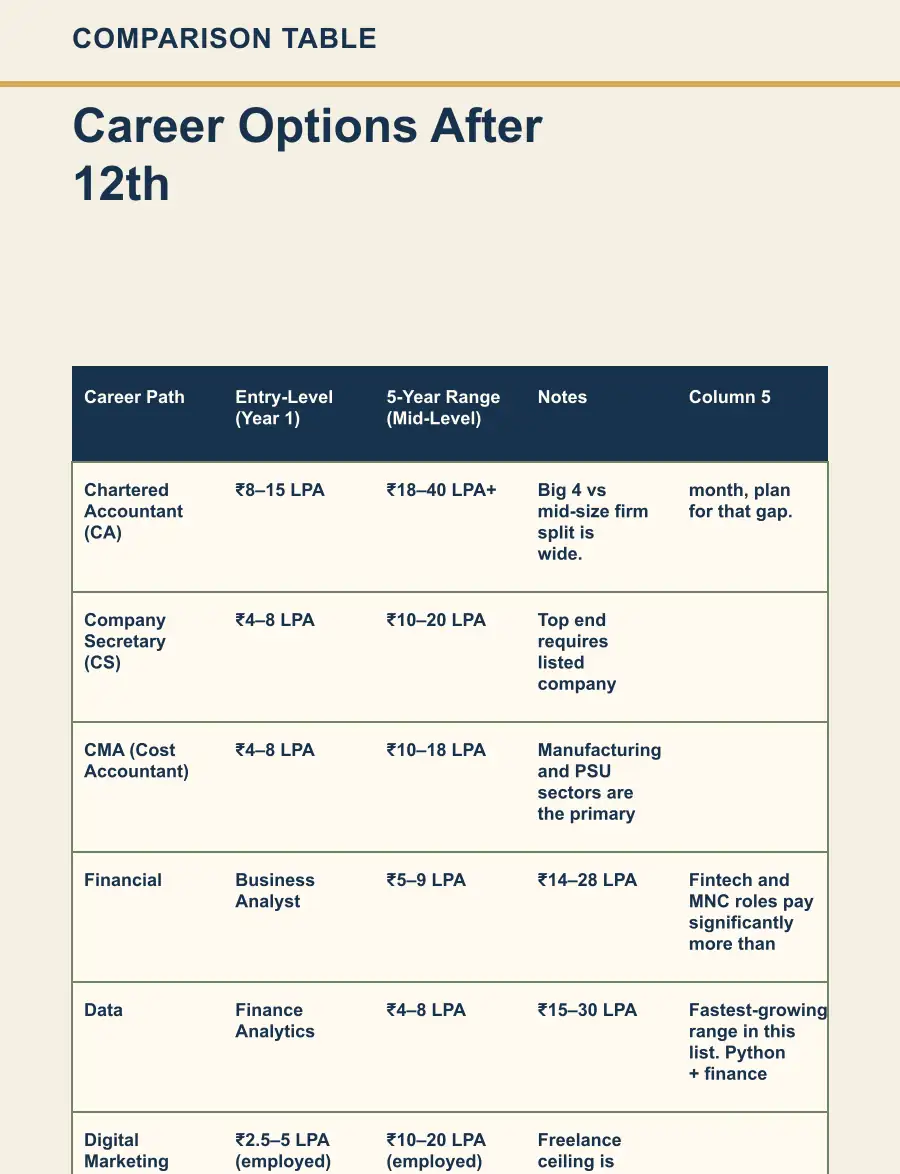 COMPARISON TABLE
Career Options After
12th
Career Path
Entry-Level
(Year 1)
5-Year Range
(Mid-Level)
Notes
Column 5
Chartered
Accountant
(CA)
₹8–15 LPA
₹18–40 LPA+
Big 4 vs
mid-size firm
split is
wide.
month, plan
for that gap.
Company
Secretary
(CS)
₹4–8 LPA
₹10–20 LPA
Top end
requires
listed
company
CMA (Cost
Accountant)
₹4–8 LPA
₹10–18 LPA
Manufacturing
and PSU
sectors are
the primary
Financial
Business
Analyst
₹5–9 LPA
₹14–28 LPA
Fintech and
MNC roles pay
significantly
more than
Data
Finance
Analytics
₹4–8 LPA
₹15–30 LPA
Fastest-growing
range in this
list. Python
+ finance
Digital
Marketing
₹2.5–5 LPA
(employed)
₹10–20 LPA
(employed)
Freelance
ceiling is